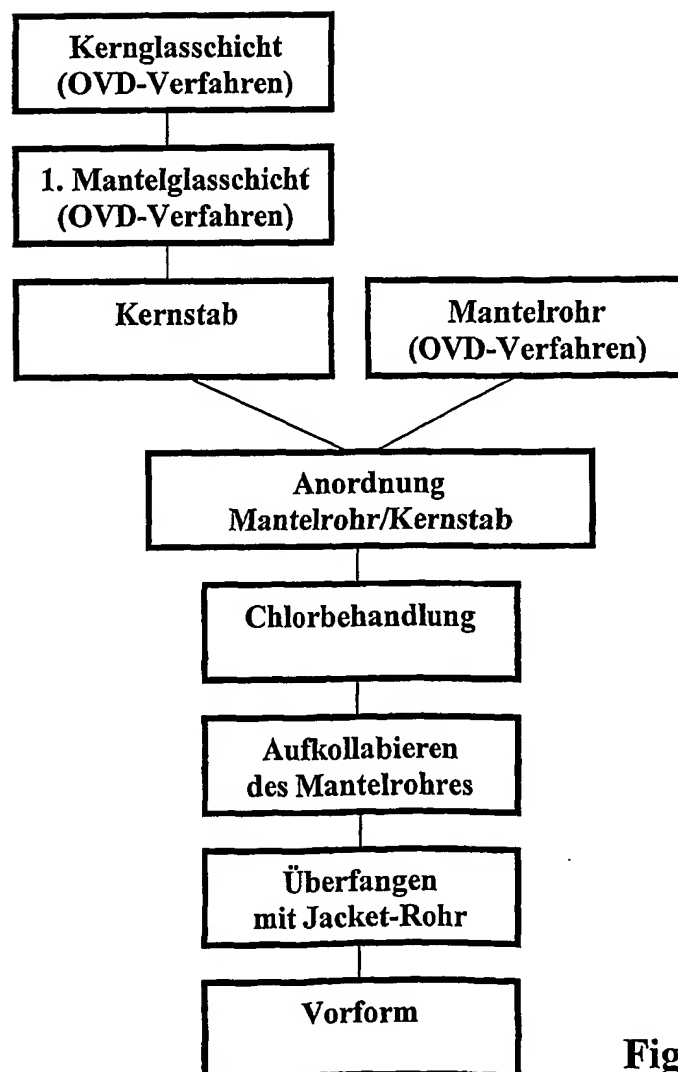 Kernglasschicht
(OVD-Verfahren)
1. Mantelglasschicht
(OVD-Verfahren)
Kernstab
Mantelrohr
(OVD-Verfahren)
Anordnung
Mantelrohr/Kernstab
Chlorbehandlung
Aufkollabieren
des Mantelrohres
Überfangen
mit Jacket-Rohr
Vorform
Fig